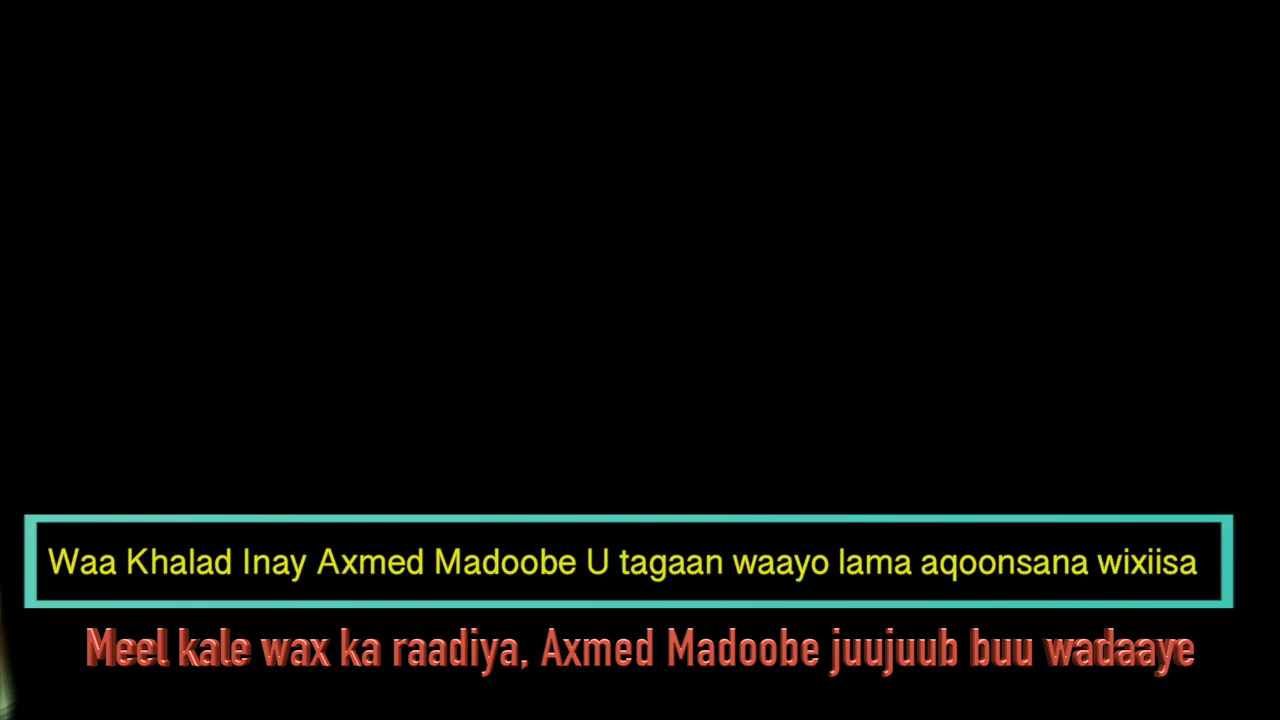 Waa Khalad Inay Axmed Madoobe U tagaan waayo lama aqoonsana wixiisa
Meel kale wax ka raadiya, Axmed Madoobe juujuub buu wadaaye